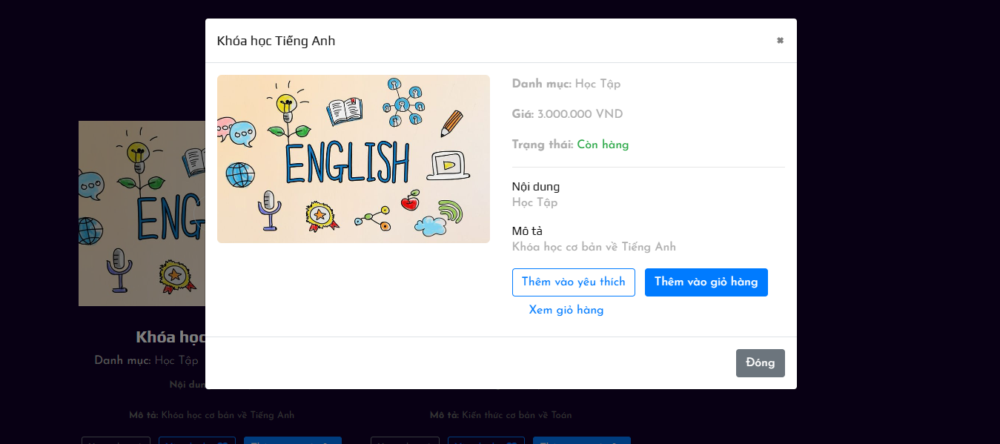 Khóa học Tiếng Anh
ENGLISH
Danh mục: Học Tập
Giá: 3.000.000 VND
Trạng thái: Còn hàng
Nội dung
Học Tập
Mô tả
Khóa học cơ bản về Tiếng Anh
Thêm vào yêu thích
Thêm vào giỏ hàng
Xem giỏ hàng
Đóng
ENG
Khóa học
Danh mục: Học Tập
Nội dun
Mô tả: Khóa học cơ bản về Tiếng Anh
Mô tả: Kiến thức cơ bản về Toán